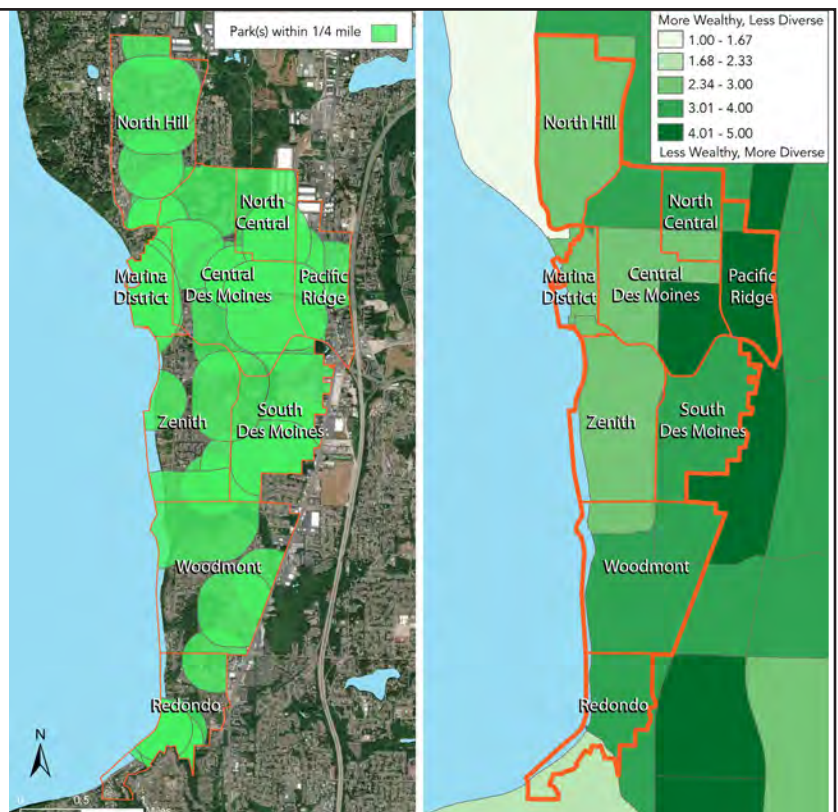 Park(s) within 1/4 mile
North Hill
North
Central
Marina
District
Central
Des Moines
Pacific
Ridge
Zenith
South
Des Moines
Woodmont
Redondo
N
0
0.5
1
More Wealthy, Less Diverse
1.00 - 1.67
1.68 - 2.33
2.34 - 3.00
3.01 - 4.00
4.01 - 5.00
Less Wealthy, More Diverse
North Hill
North
Central
Marina
District
Central
Des Moines
Pacific
Ridge
Zenith
South
Des Moines
Woodmont
Redondo